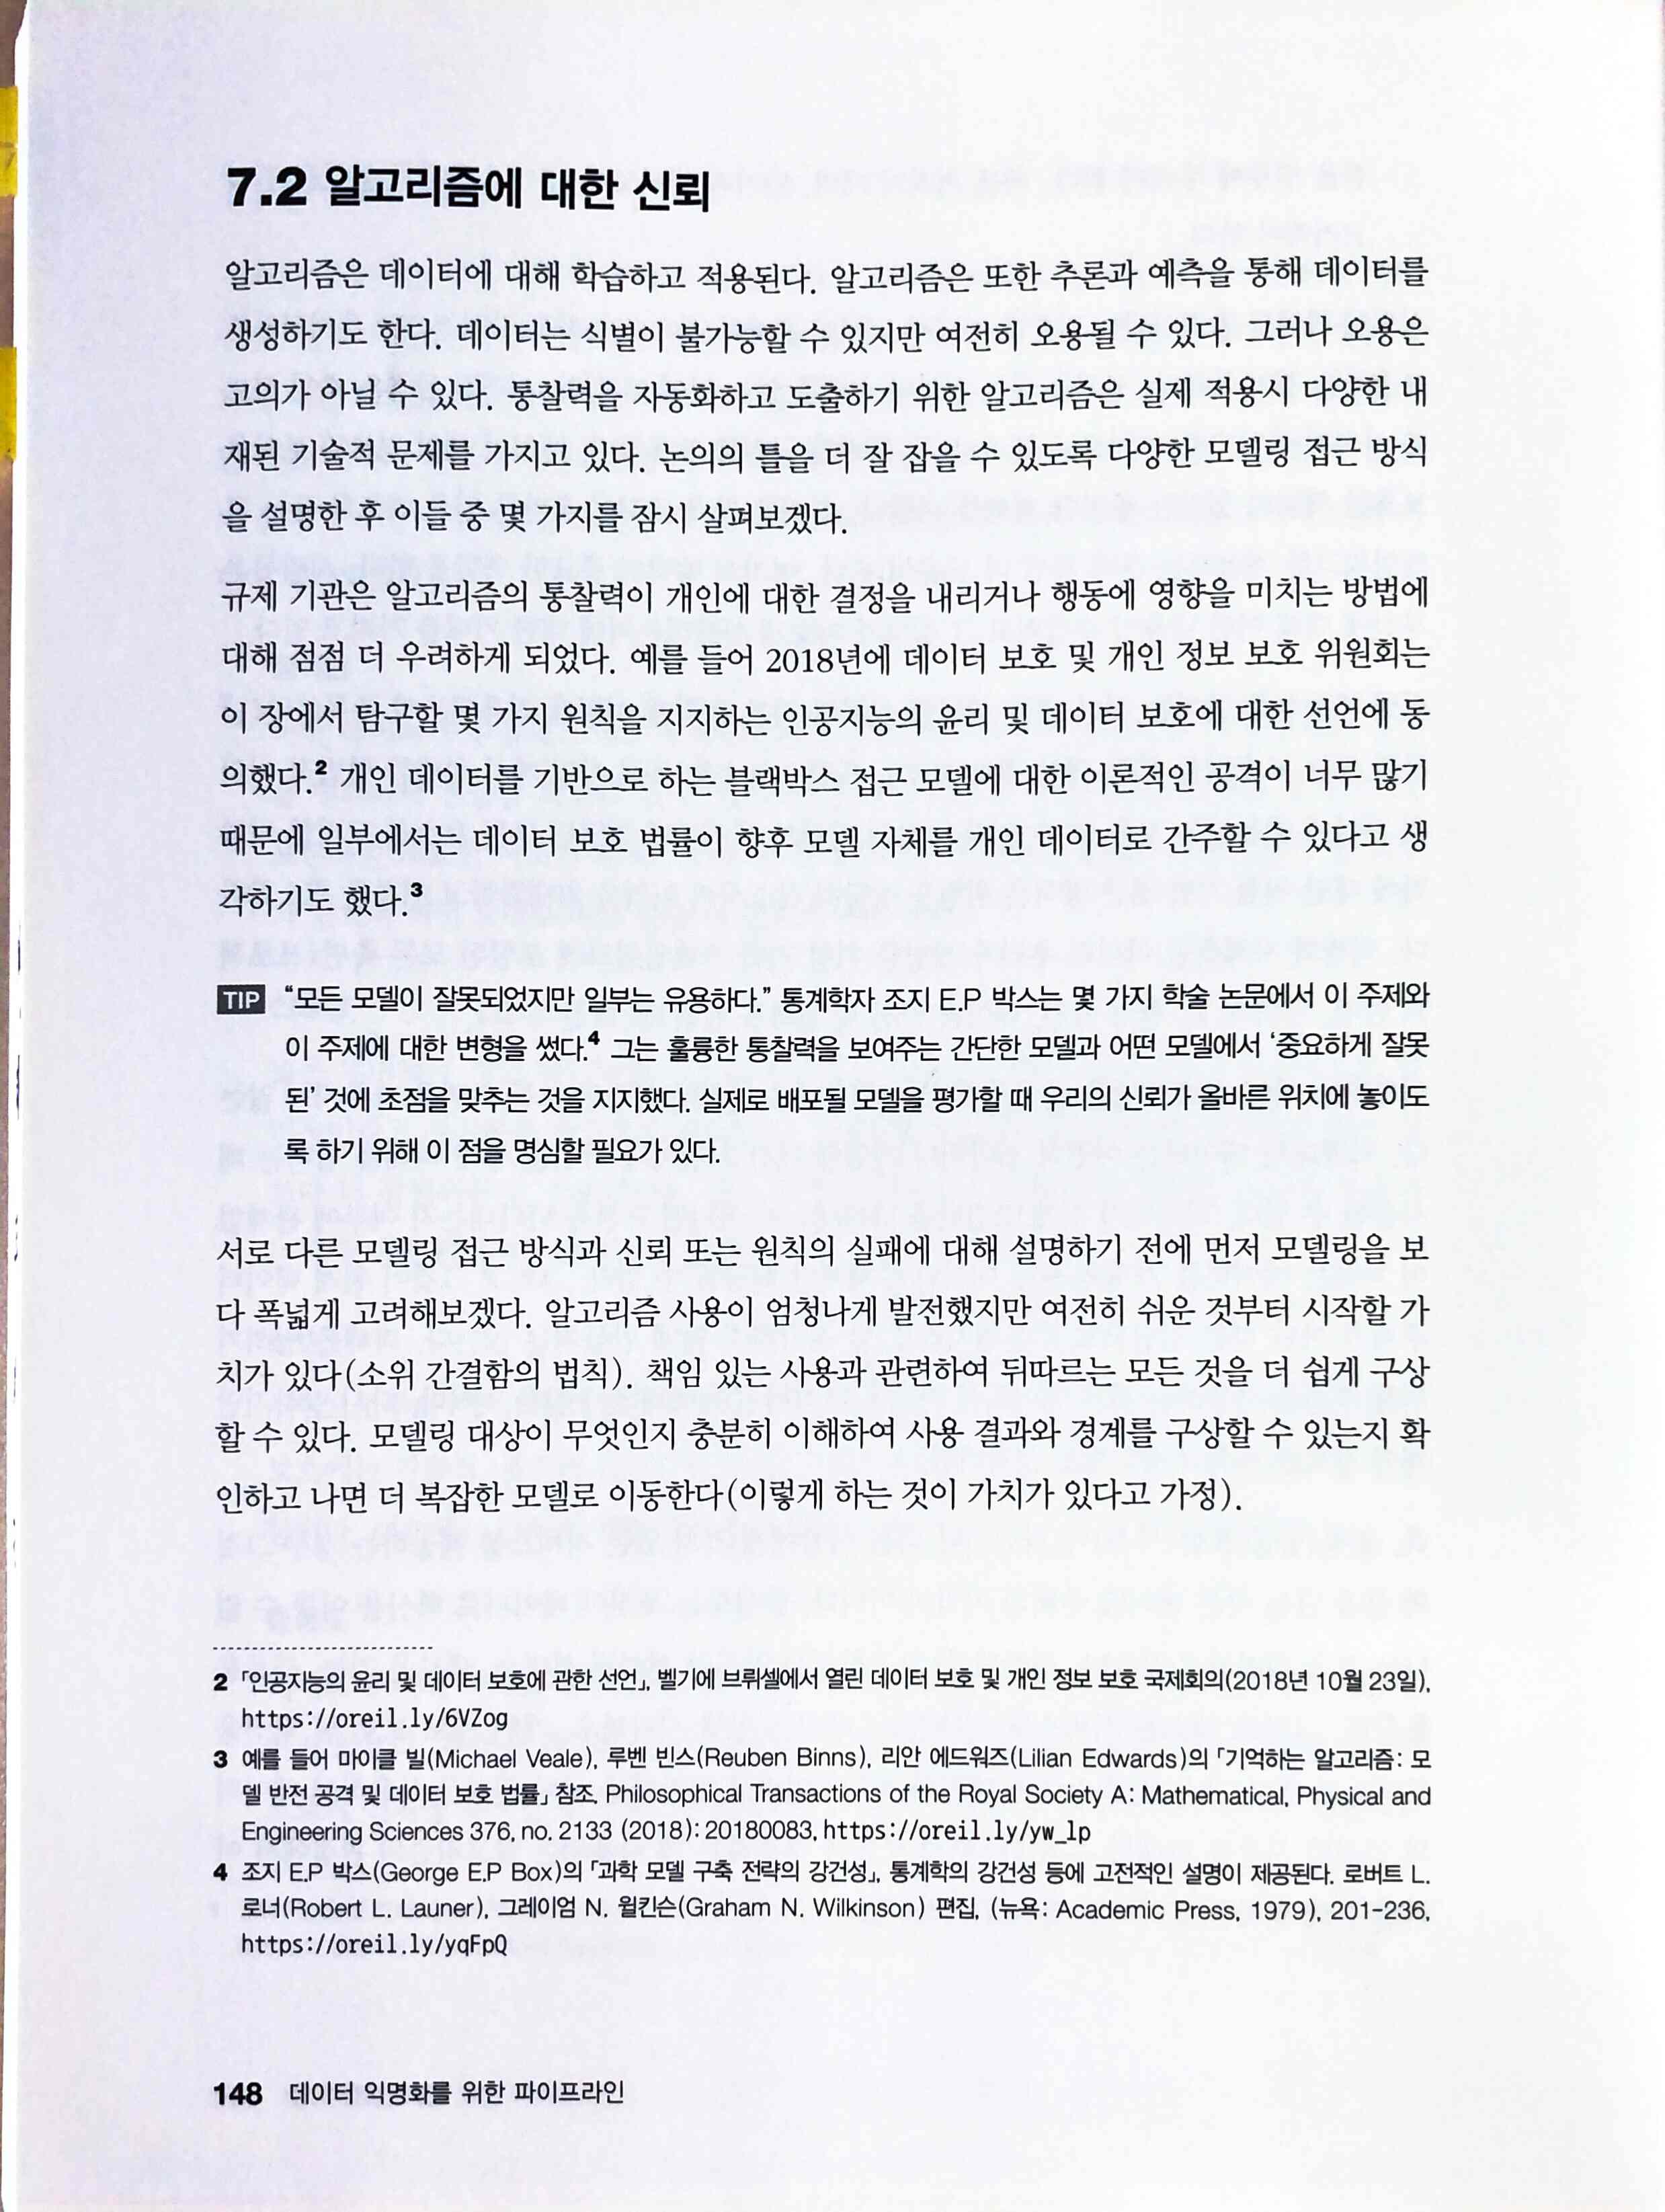 7.2 알고리즘에 대한 신뢰
알고리즘은 데이터에 대해 학습하고 적용된다. 알고리즘은 또한 추론과 예측을 통해 데이터를
생성하기도 한다. 데이터는 식별이 불가능할 수 있지만 여전히 오용될 수 있다. 그러나 오용은
고의가 아닐 수 있다. 통찰력을 자동화하고 도출하기 위한 알고리즘은 실제 적용시 다양한 내
재된 기술적 문제를 가지고 있다. 논의의 틀을 더 잘 잡을 수 있도록 다양한 모델링 접근 방식
을 설명한 후 이들 중 몇 가지를 잠시 살펴보겠다.
규제 기관은 알고리즘의 통찰력이 개인에 대한 결정을 내리거나 행동에 영향을 미치는 방법에
대해 점점 더 우려하게 되었다. 예를 들어 2018년에 데이터 보호 및 개인 정보 보호 위원회는
이 장에서 탐구할 몇 가지 원칙을 지지하는 인공지능의 윤리 및 데이터 보호에 대한 선언에 동
의했다.2 개인 데이터를 기반으로 하는 블랙박스 접근 모델에 대한 이론적인 공격이 너무 많기
때문에 일부에서는 데이터 보호 법률이 향후 모델 자체를 개인 데이터로 간주할 수 있다고 생
각하기도 했다.3
TIP “모든 모델이 잘못되었지만 일부는 유용하다.” 통계학자 조지 E.P 박스는 몇 가지 학술 논문에서 이 주제와
이 주제에 대한 변형을 썼다.4 그는 훌륭한 통찰력을 보여주는 간단한 모델과 어떤 모델에서 ‘중요하게 잘못
된’ 것에 초점을 맞추는 것을 지지했다. 실제로 배포될 모델을 평가할 때 우리의 신뢰가 올바른 위치에 놓이도
록 하기 위해 이 점을 명심할 필요가 있다.
서로 다른 모델링 접근 방식과 신뢰 또는 원칙의 실패에 대해 설명하기 전에 먼저 모델링을 보
다 폭넓게 고려해보겠다. 알고리즘 사용이 엄청나게 발전했지만 여전히 쉬운 것부터 시작할 가
치가 있다(소위 간결함의 법칙). 책임 있는 사용과 관련하여 뒤따르는 모든 것을 더 쉽게 구상
할 수 있다. 모델링 대상이 무엇인지 충분히 이해하여 사용 결과와 경계를 구상할 수 있는지 확
인하고 나면 더 복잡한 모델로 이동한다(이렇게 하는 것이 가치가 있다고 가정).
2 「인공지능의 윤리 및 데이터 보호에 관한 선언」, 벨기에 브뤼셀에서 열린 데이터 보호 및 개인 정보 보호 국제회의(2018년 10월 23일),
https://oreil.ly/6VZog
3 예를 들어 마이클 빌(Michael Veale), 루벤 빈스(Reuben Binns), 리안 에드워즈(Lilian Edwards)의 「기억하는 알고리즘: 모
델 반전 공격 및 데이터 보호 법률」 참조, Philosophical Transactions of the Royal Society A: Mathematical, Physical and
Engineering Sciences 376, no. 2133 (2018): 20180083, https://oreil.ly/yw_lp
4 조지 E.P 박스(George E.P Box)의 「과학 모델 구축 전략의 강건성」, 통계학의 강건성 등에 고전적인 설명이 제공된다. 로버트 L.
로너(Robert L. Launer), 그레이엄 N. 윌킨슨(Graham N. Wilkinson) 편집, (뉴욕: Academic Press, 1979), 201-236,
https://oreil.ly/yqFpQ
148 데이터 익명화를 위한 파이프라인